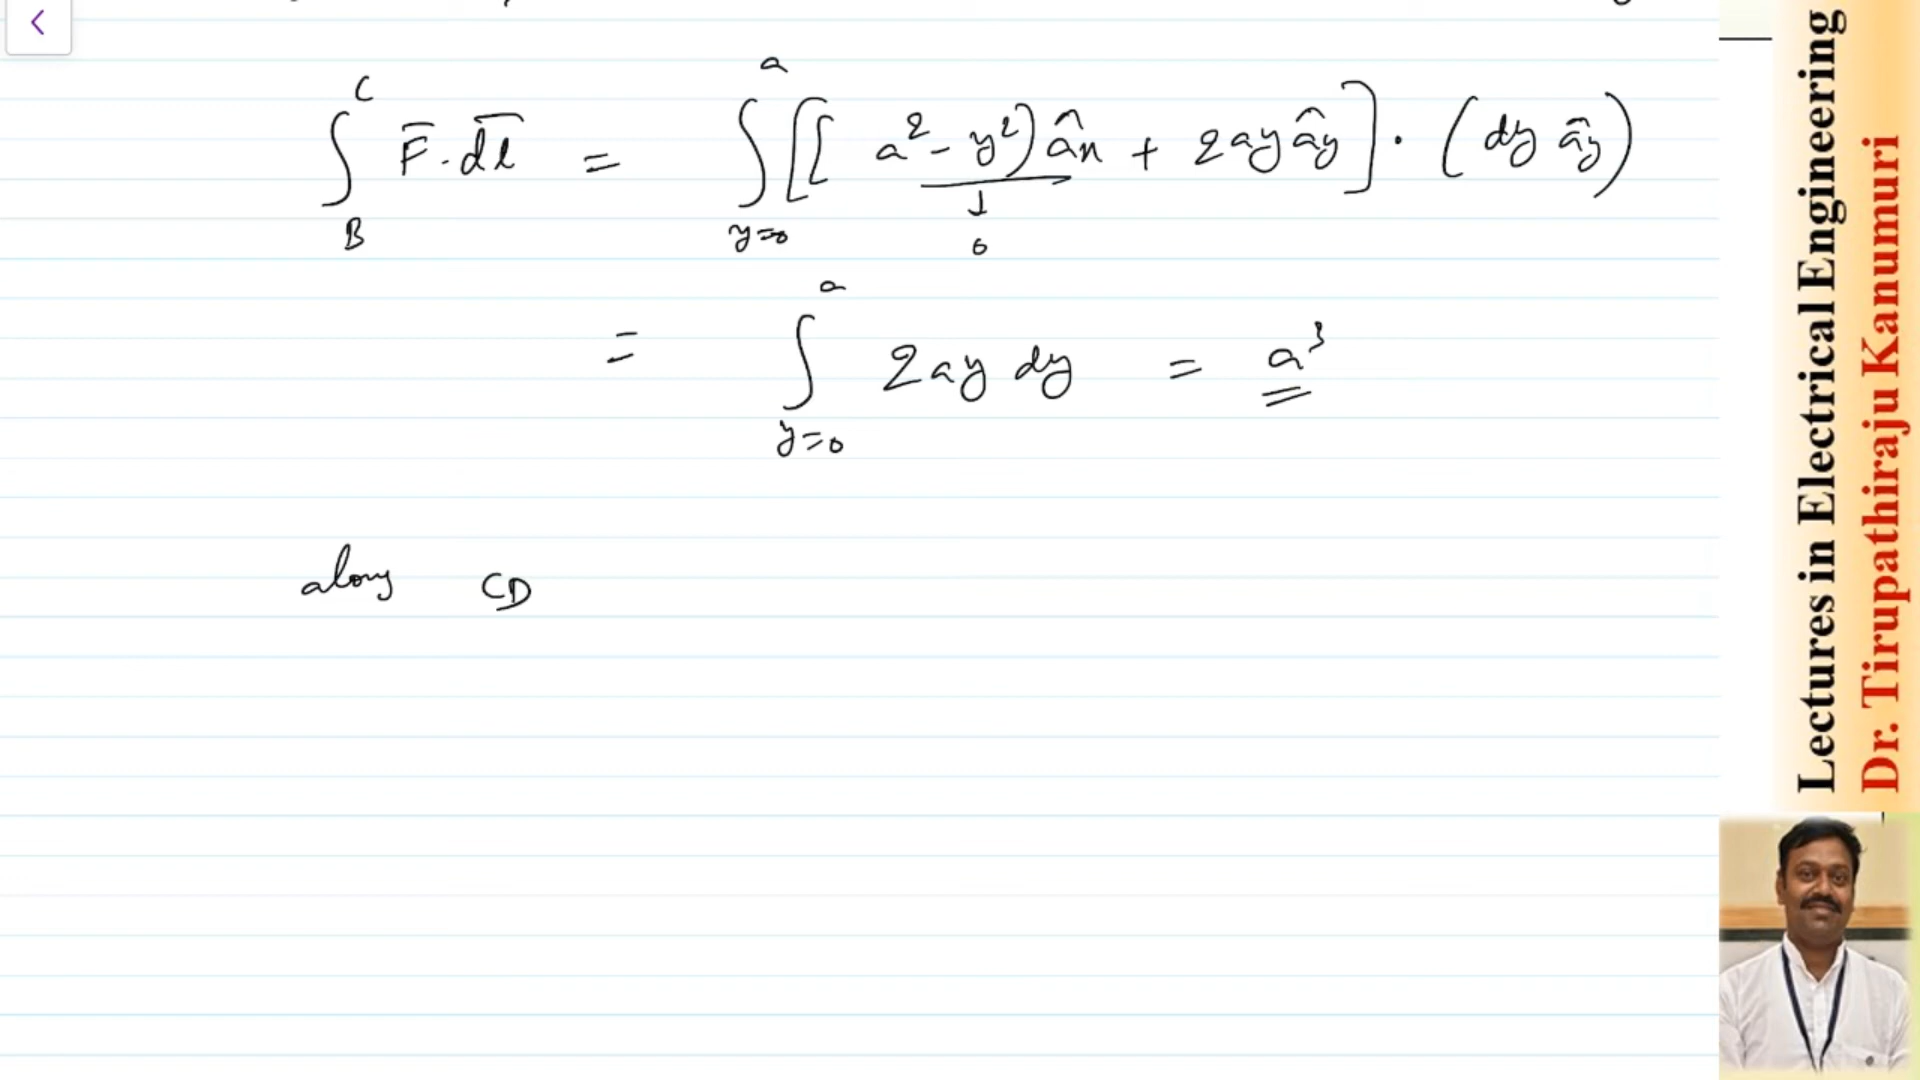 ∫_B^C F̅ · d̅l̅ = ∫_{y=0}^a [[ a² - y²) âx + 2ay ây ] · (dy ây)
↓
0
= ∫_{y=0}^a 2ay dy = a³
along CD
Lectures in Electrical Engineering
Dr. Tirupathiraju Kanumuri